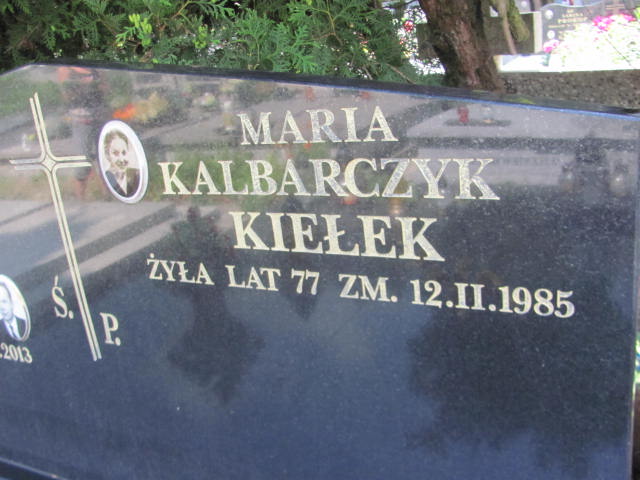 MARIA
KALBARCZYK
KIEŁEK
ŻYŁA LAT 77 ZM. 12.II.1985
Ś. P.
.2013